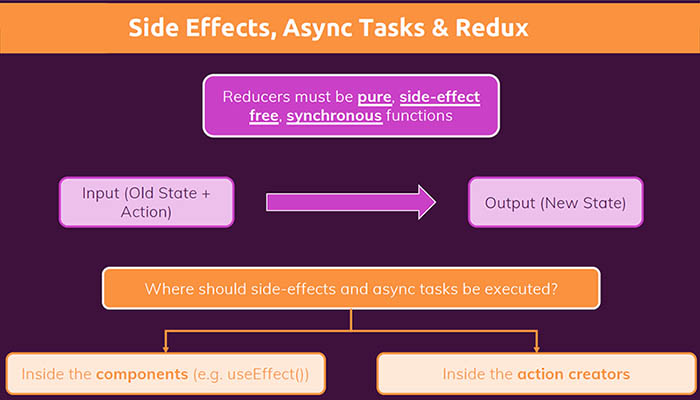 Side Effects, Async Tasks & Redux
Reducers must be pure, side-effect
free, synchronous functions
Input (Old State +
Action)
Output (New State)
Where should side-effects and async tasks be executed?
Inside the components (e.g. useEffect())
Inside the action creators